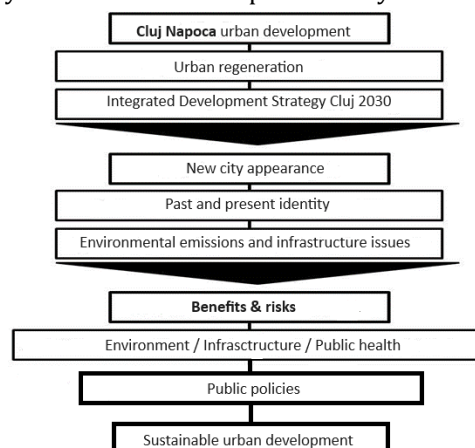 Cluj Napoca urban development
Urban regeneration
Integrated Development Strategy Cluj 2030
New city appearance
Past and present identity
Environmental emissions and infrastructure issues
Benefits & risks
Environment / Infrasctructure / Public health
Public policies
Sustainable urban development